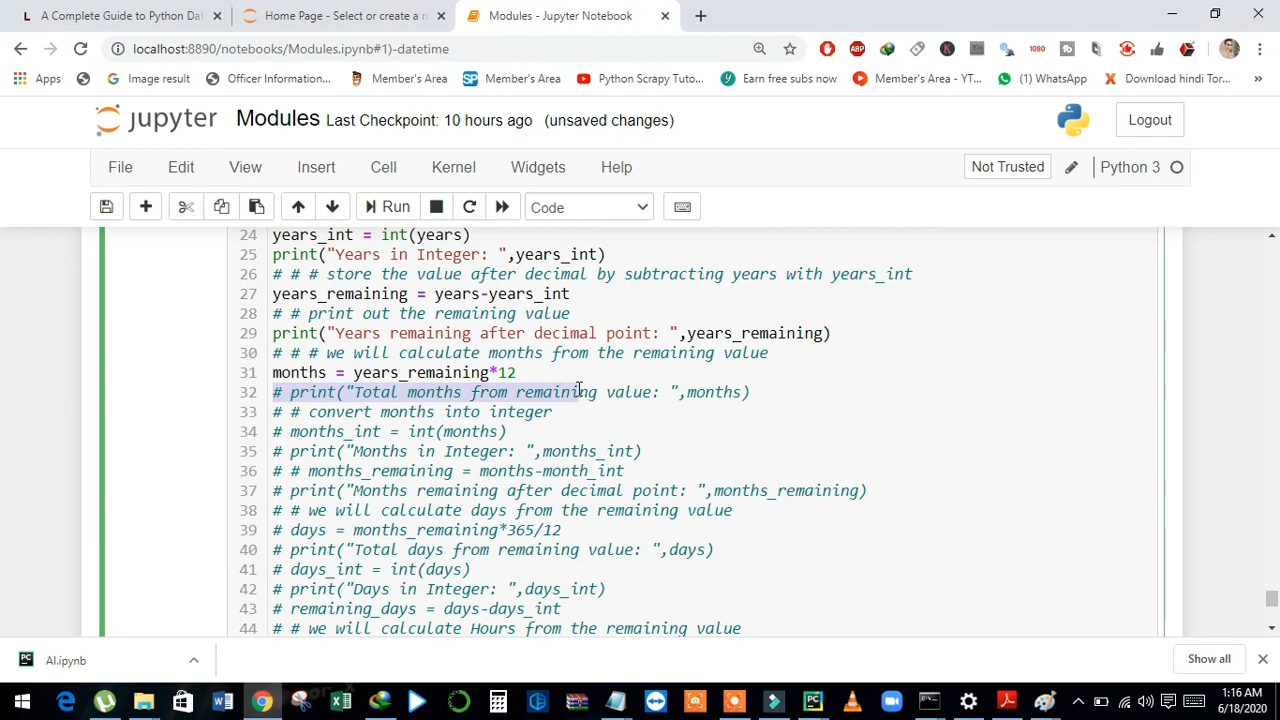 A Complete Guide to Python Dat
Home Page - Select or create a n
Modules - Jupyter Notebook
localhost:8890/notebooks/Modules.ipynb#1)-datetime
Apps
Image result
Officer Information...
Member's Area
Member's Area
Python Scrapy Tuto...
Earn free subs now
Member's Area - YT...
(1) WhatsApp
Download hindi Tor...
jupyter Modules Last Checkpoint: 10 hours ago (unsaved changes)
Logout
File Edit View Insert Cell Kernel Widgets Help
Not Trusted
Python 3
Run
Code
24 years_int = int(years)
25 print("Years in Integer: ",years_int)
26 # # # store the value after decimal by subtracting years with years_int
27 years_remaining = years-years_int
28 # # print out the remaining value
29 print("Years remaining after decimal point: ",years_remaining)
30 # # # we will calculate months from the remaining value
31 months = years_remaining*12
32 # print("Total months from remaining value: ",months)
33 # # convert months into integer
34 # months_int = int(months)
35 # print("Months in Integer: ",months_int)
36 # # months_remaining = months-month_int
37 # print("Months remaining after decimal point: ",months_remaining)
38 # # we will calculate days from the remaining value
39 # days = months_remaining*365/12
40 # print("Total days from remaining value: ",days)
41 # days_int = int(days)
42 # print("Days in Integer: ",days_int)
43 # remaining_days = days-days_int
44 # # we will calculate Hours from the remaining value
AI.ipynb
Show all
1:16 AM
6/18/2020